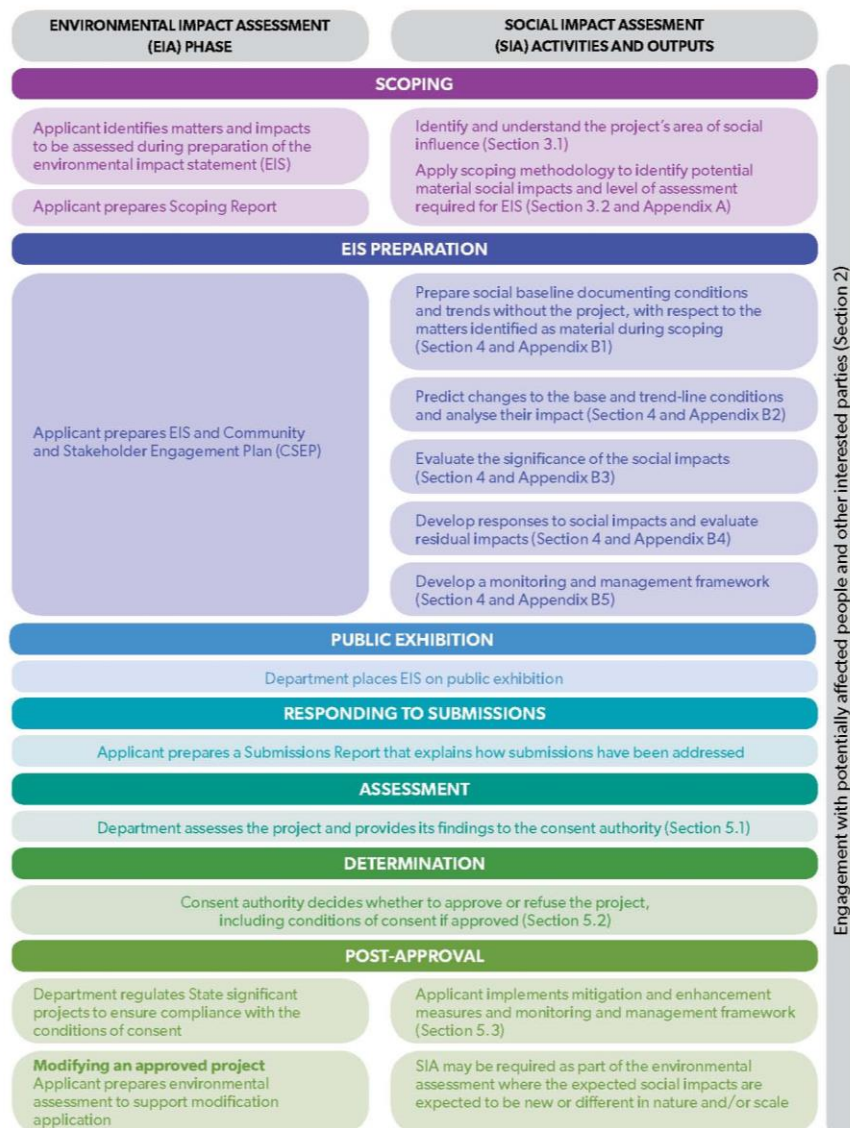 ENVIRONMENTAL IMPACT ASSESSMENT
(EIA) PHASE
SOCIAL IMPACT ASSESMENT
(SIA) ACTIVITIES AND OUTPUTS
SCOPING
Applicant identifies matters and impacts
to be assessed during preparation of the
environmental impact statement (EIS)
Applicant prepares Scoping Report
Identify and understand the project's area of social
influence (Section 3.1)
Apply scoping methodology to identify potential
material social impacts and level of assessment
required for EIS (Section 3.2 and Appendix A)
EIS PREPARATION
Applicant prepares EIS and Community
and Stakeholder Engagement Plan (CSEP)
Prepare social baseline documenting conditions
and trends without the project, with respect to the
matters identified as material during scoping
(Section 4 and Appendix B1)
Predict changes to the base and trend-line conditions
and analyse their impact (Section 4 and Appendix B2)
Evaluate the significance of the social impacts
(Section 4 and Appendix B3)
Develop responses to social impacts and evaluate
residual impacts (Section 4 and Appendix B4)
Develop a monitoring and management framework
(Section 4 and Appendix B5)
PUBLIC EXHIBITION
Department places EIS on public exhibition
RESPONDING TO SUBMISSIONS
Applicant prepares a Submissions Report that explains how submissions have been addressed
ASSESSMENT
Department assesses the project and provides its findings to the consent authority (Section 5.1)
DETERMINATION
Consent authority decides whether to approve or refuse the project,
including conditions of consent if approved (Section 5.2)
POST-APPROVAL
Department regulates State significant
projects to ensure compliance with the
conditions of consent
Applicant implements mitigation and enhancement
measures and monitoring and management framework
(Section 5.3)
Modifying an approved project
Applicant prepares environmental
assessment to support modification
application
SIA may be required as part of the environmental
assessment where the expected social impacts are
expected to be new or different in nature and/or scale
Engagement with potentially affected people and other interested parties (Section 2)